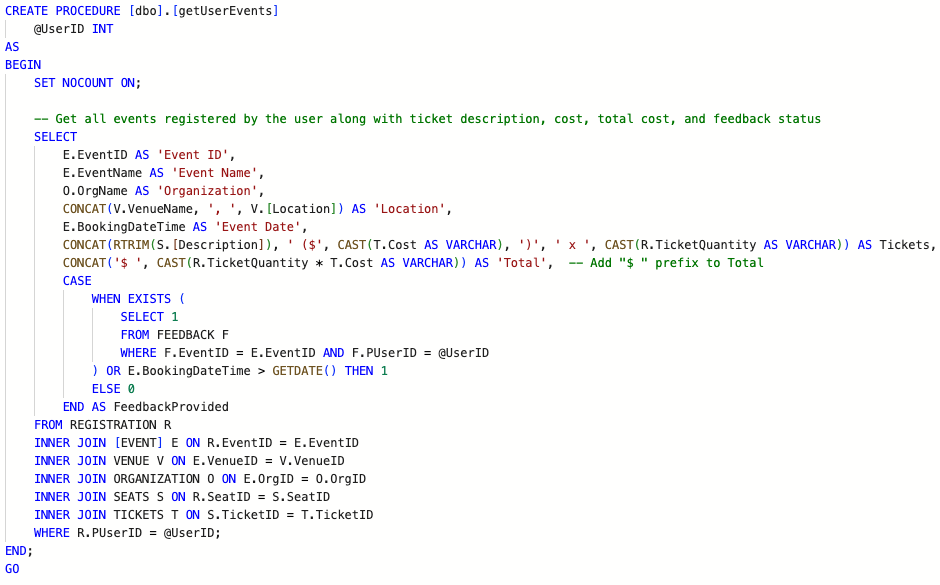 CREATE PROCEDURE [dbo].[getUserEvents]
    @UserID INT
AS
BEGIN
    SET NOCOUNT ON;

    -- Get all events registered by the user along with ticket description, cost, total cost, and feedback status
    SELECT
        E.EventID AS 'Event ID',
        E.EventName AS 'Event Name',
        O.OrgName AS 'Organization',
        CONCAT(V.VenueName, ', ', V.[Location]) AS 'Location',
        E.BookingDateTime AS 'Event Date',
        CONCAT(RTRIM(S.[Description]), ' ($', CAST(T.Cost AS VARCHAR), ')', ' x ', CAST(R.TicketQuantity AS VARCHAR)) AS Tickets,
        CONCAT('$ ', CAST(R.TicketQuantity * T.Cost AS VARCHAR)) AS 'Total',  -- Add "$ " prefix to Total
        CASE
            WHEN EXISTS (
                SELECT 1
                FROM FEEDBACK F
                WHERE F.EventID = E.EventID AND F.PUserID = @UserID
            ) OR E.BookingDateTime > GETDATE() THEN 1
            ELSE 0
        END AS FeedbackProvided
    FROM REGISTRATION R
    INNER JOIN [EVENT] E ON R.EventID = E.EventID
    INNER JOIN VENUE V ON E.VenueID = V.VenueID
    INNER JOIN ORGANIZATION O ON E.OrgID = O.OrgID
    INNER JOIN SEATS S ON R.SeatID = S.SeatID
    INNER JOIN TICKETS T ON S.TicketID = T.TicketID
    WHERE R.PUserID = @UserID;
END;
GO